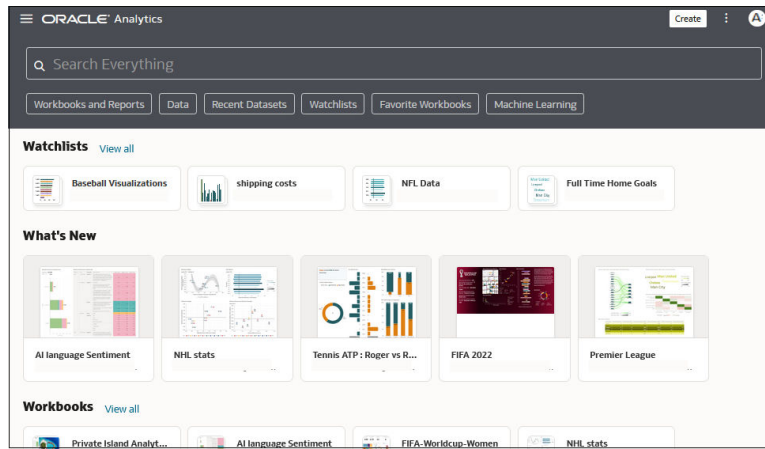 ORACLE' Analytics
Create
A
Search Everything
Workbooks and Reports Data Recent Datasets Watchlists Favorite Workbooks Machine Learning
Watchlists View all
Baseball Visualizations shipping costs NFL Data Full Time Home Goals
What's New
AI language Sentiment NHL stats Tennis ATP : Roger vs R... FIFA 2022 Premier League
Workbooks View all
Private Island Analyt... AI language Sentiment FIFA-Worldcup-Women NHL stats